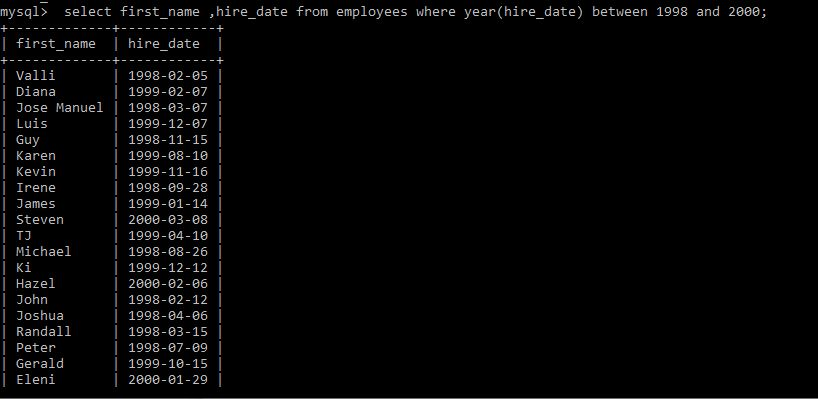 mysql>  select first_name ,hire_date from employees where year(hire_date) between 1998 and 2000;
+-------------+------------+
| first_name  | hire_date  |
+-------------+------------+
| Valli       | 1998-02-05 |
| Diana       | 1999-02-07 |
| Jose Manuel | 1998-03-07 |
| Luis        | 1999-12-07 |
| Guy         | 1998-11-15 |
| Karen       | 1999-08-10 |
| Kevin       | 1999-11-16 |
| Irene       | 1998-09-28 |
| James       | 1999-01-14 |
| Steven      | 2000-03-08 |
| TJ          | 1999-04-10 |
| Michael     | 1998-08-26 |
| Ki          | 1999-12-12 |
| Hazel       | 2000-02-06 |
| John        | 1998-02-12 |
| Joshua      | 1998-04-06 |
| Randall     | 1998-03-15 |
| Peter       | 1998-07-09 |
| Gerald      | 1999-10-15 |
| Eleni       | 2000-01-29 |